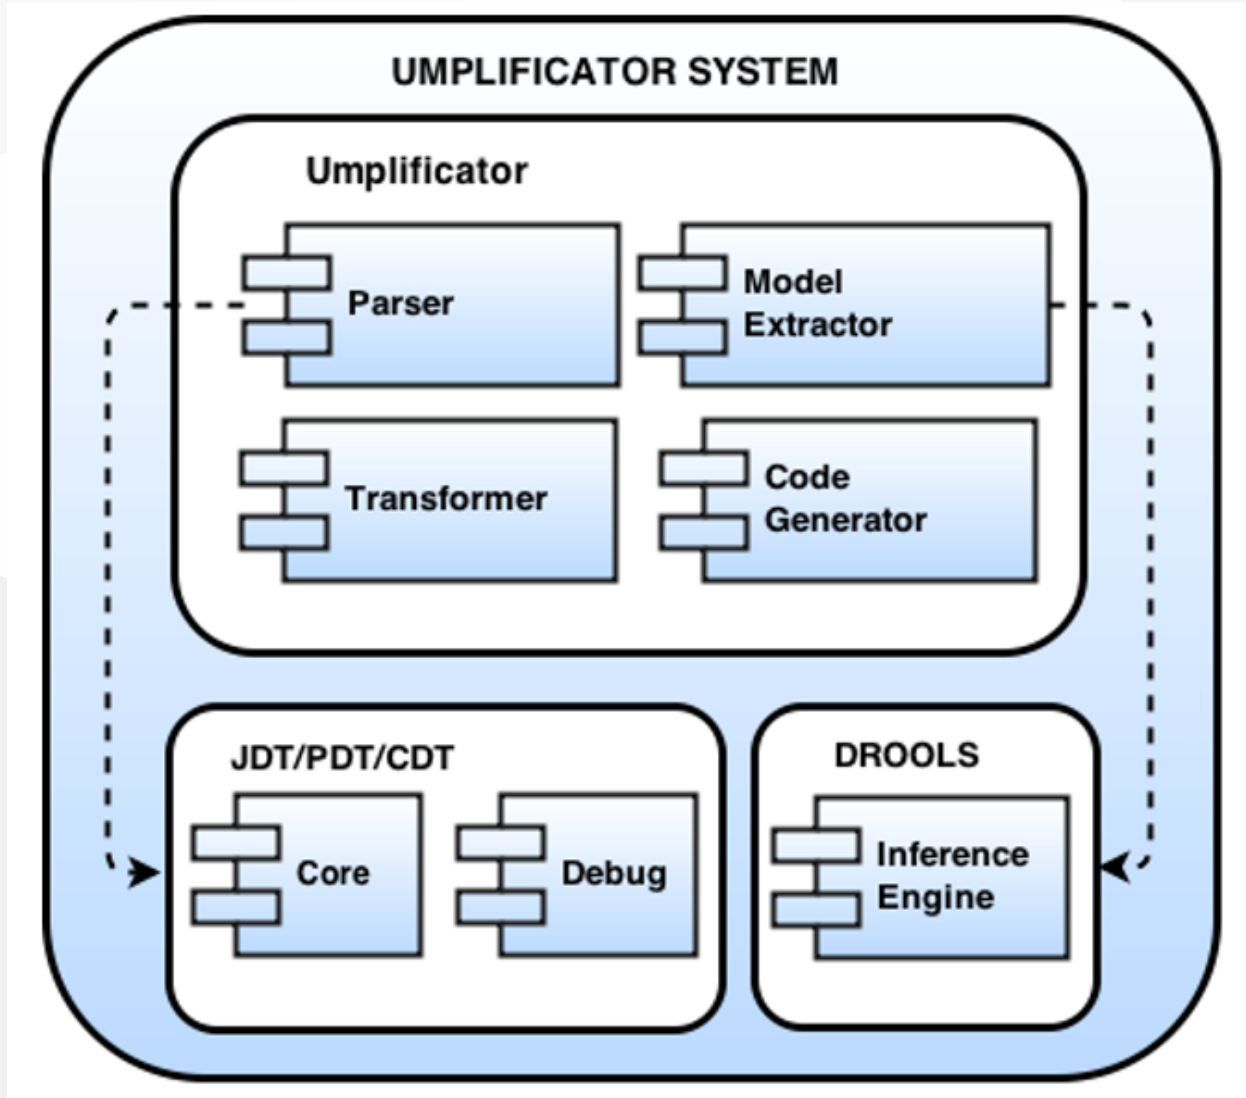 UMPLIFICATOR SYSTEM
Umplificator
Parser
Model
Extractor
Transformer
Code
Generator
JDT/PDT/CDT
Core
Debug
DROOLS
Inference
Engine